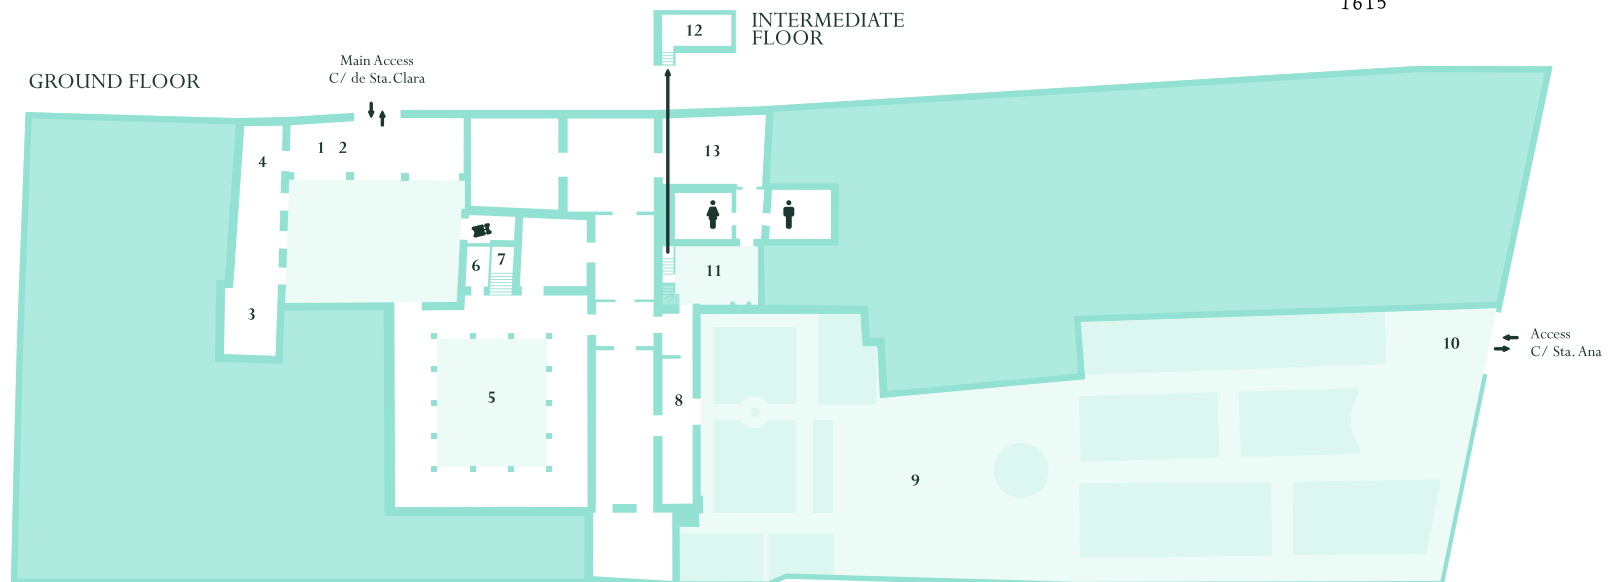 1615
INTERMEDIATE
FLOOR
12
Main Access
C/ de Sta. Clara
GROUND FLOOR
1 2
4
13
7
6
11
3
10
Access
C/ Sta. Ana
5
8
9